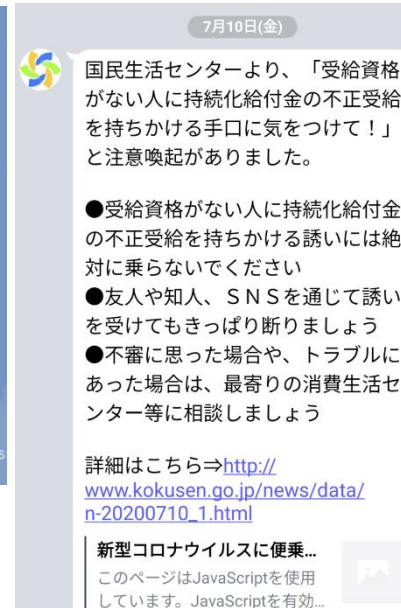 7月10日(金)
国民生活センターより、「受給資格
がない人に持続化給付金の不正受給
を持ちかける手口に気をつけて！」
と注意喚起がありました。
●受給資格がない人に持続化給付金
の不正受給を持ちかける誘いには絶
対に乗らないでください
●友人や知人、ＳＮＳを通じて誘い
を受けてもきっぱり断りましょう
●不審に思った場合や、トラブルに
あった場合は、最寄りの消費生活セ
ンター等に相談しましょう
詳細はこちら⇒http://
www.kokusen.go.jp/news/data/
n-20200710_1.html
新型コロナウイルスに便乗...
このページはJavaScriptを使用
しています。JavaScriptを有効...